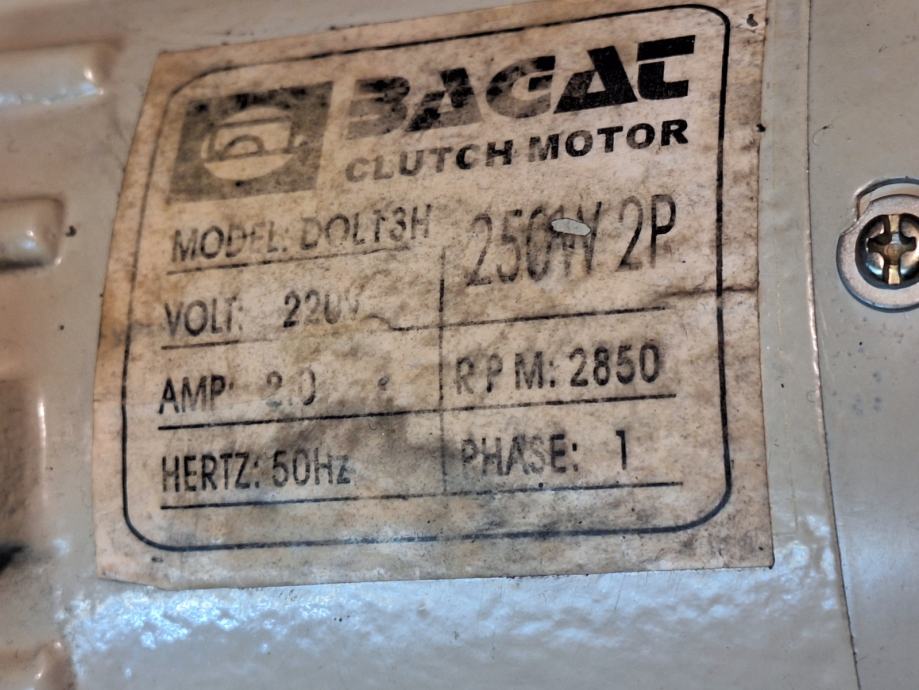 BAGAT
CLUTCH MOTOR
MODEL: DOLT3H
250W 2P
VOLT: 220V
AMP: 2.0
RPM: 2850
HERTZ: 50Hz
PHASE: 1